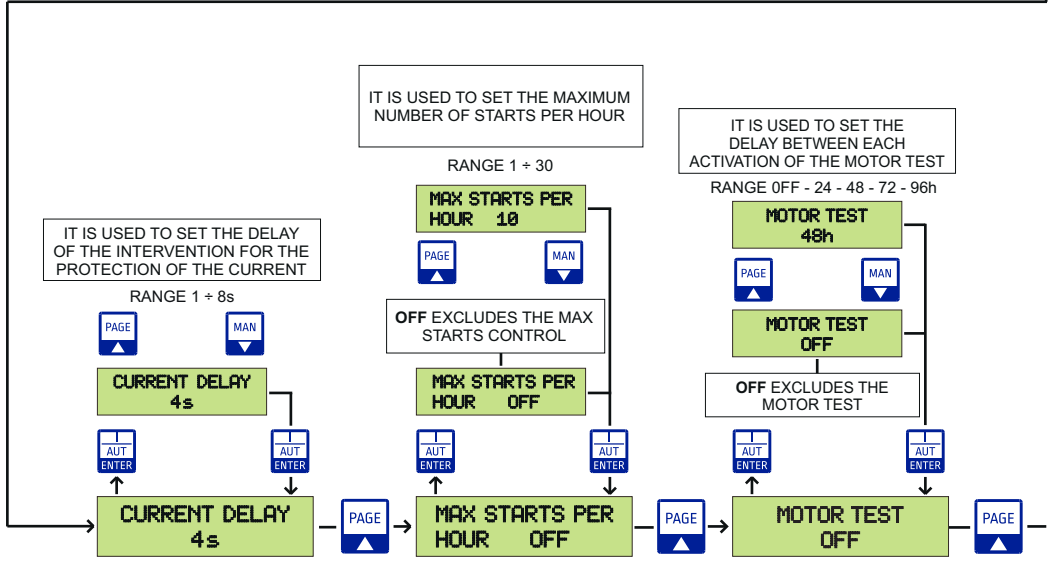 IT IS USED TO SET THE DELAY
OF THE INTERVENTION FOR THE
PROTECTION OF THE CURRENT
RANGE 1 ÷ 8s
PAGE
MAN
CURRENT DELAY
4s
AUT
ENTER
AUT
ENTER
CURRENT DELAY
4s
PAGE
IT IS USED TO SET THE MAXIMUM
NUMBER OF STARTS PER HOUR
RANGE 1 ÷ 30
MAX STARTS PER
HOUR 10
PAGE
MAN
OFF EXCLUDES THE MAX
STARTS CONTROL
MAX STARTS PER
HOUR OFF
AUT
ENTER
AUT
ENTER
MAX STARTS PER
HOUR OFF
PAGE
IT IS USED TO SET THE
DELAY BETWEEN EACH
ACTIVATION OF THE MOTOR TEST
RANGE 0FF - 24 - 48 - 72 - 96h
MOTOR TEST
48h
PAGE
MAN
MOTOR TEST
OFF
OFF EXCLUDES THE
MOTOR TEST
AUT
ENTER
AUT
ENTER
MOTOR TEST
OFF
PAGE